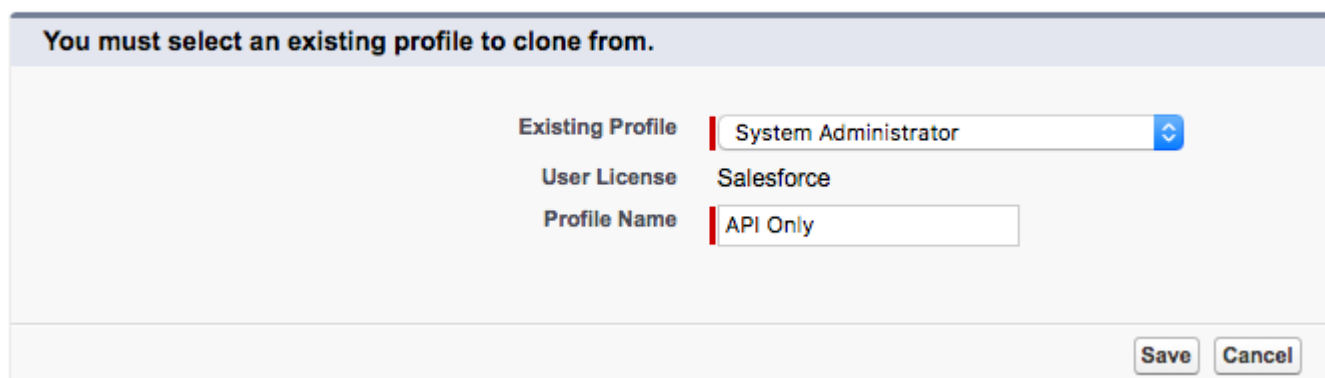 You must select an existing profile to clone from.
Existing Profile System Administrator
User License Salesforce
Profile Name API Only
Save Cancel